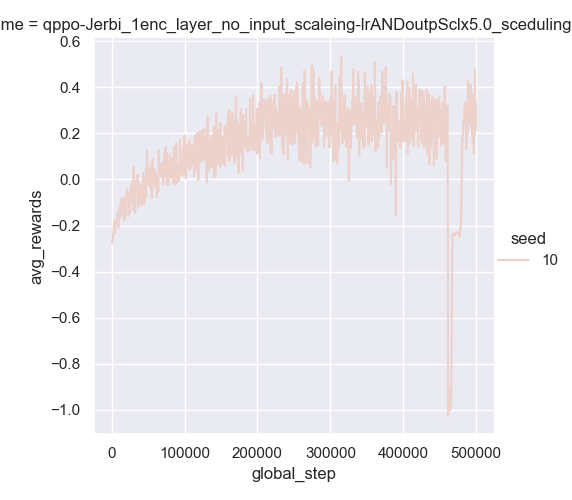 me = qppo-Jerbi_1enc_layer_no_input_scaleing-lrANDoutpSclx5.0_sceduling
0.6
0.4
0.2
0.0
−0.2
−0.4
−0.6
−0.8
−1.0
avg_rewards
0 100000 200000 300000 400000 500000
global_step
seed
10